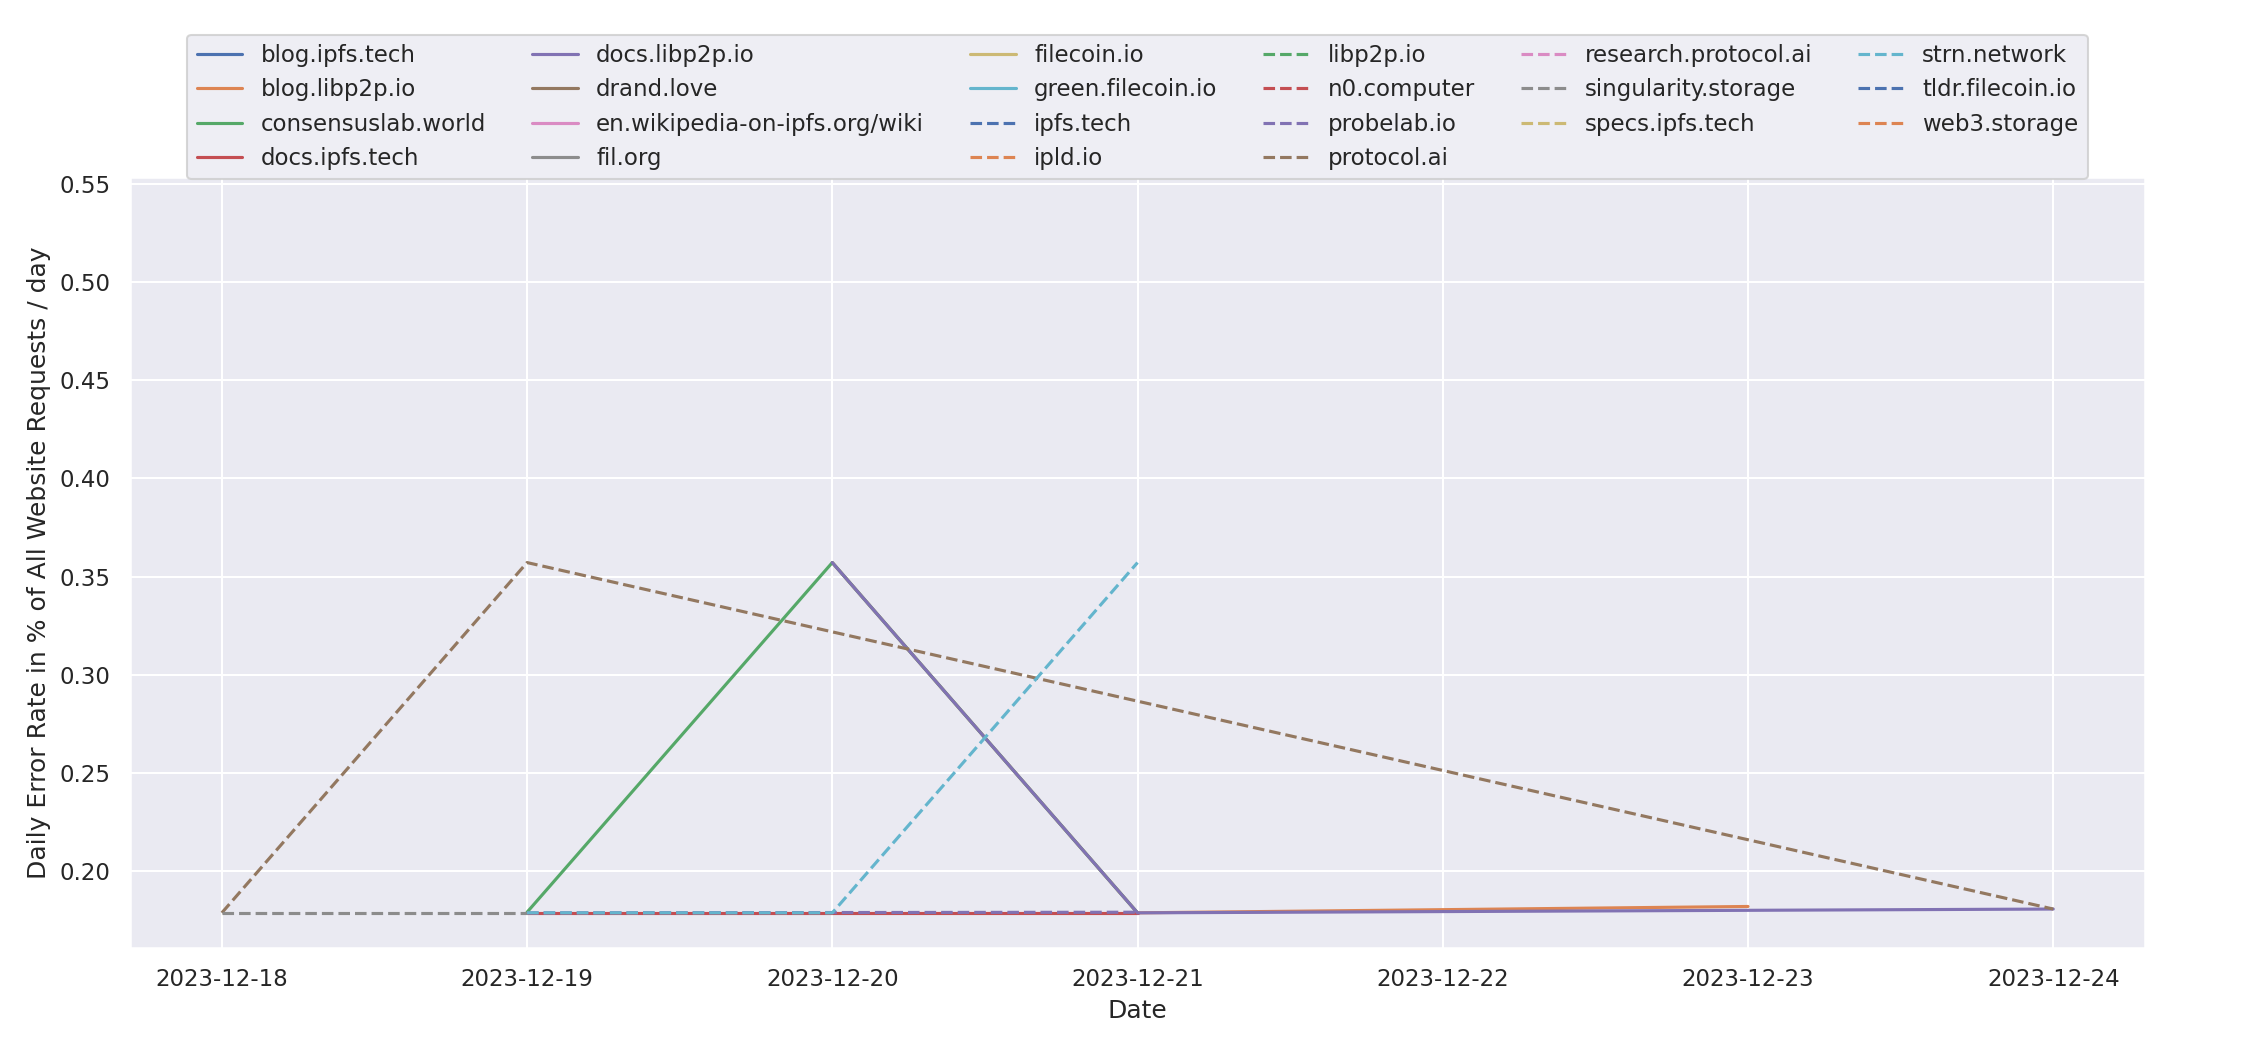 blog.ipfs.tech
blog.libp2p.io
consensuslab.world
docs.ipfs.tech
docs.libp2p.io
drand.love
en.wikipedia-on-ipfs.org/wiki
fil.org
filecoin.io
green.filecoin.io
ipfs.tech
ipld.io
libp2p.io
n0.computer
probelab.io
protocol.ai
research.protocol.ai
singularity.storage
specs.ipfs.tech
strn.network
tldr.filecoin.io
web3.storage
Daily Error Rate in % of All Website Requests / day
0.55
0.50
0.45
0.40
0.35
0.30
0.25
0.20
2023-12-18
2023-12-19
2023-12-20
2023-12-21
2023-12-22
2023-12-23
2023-12-24
Date